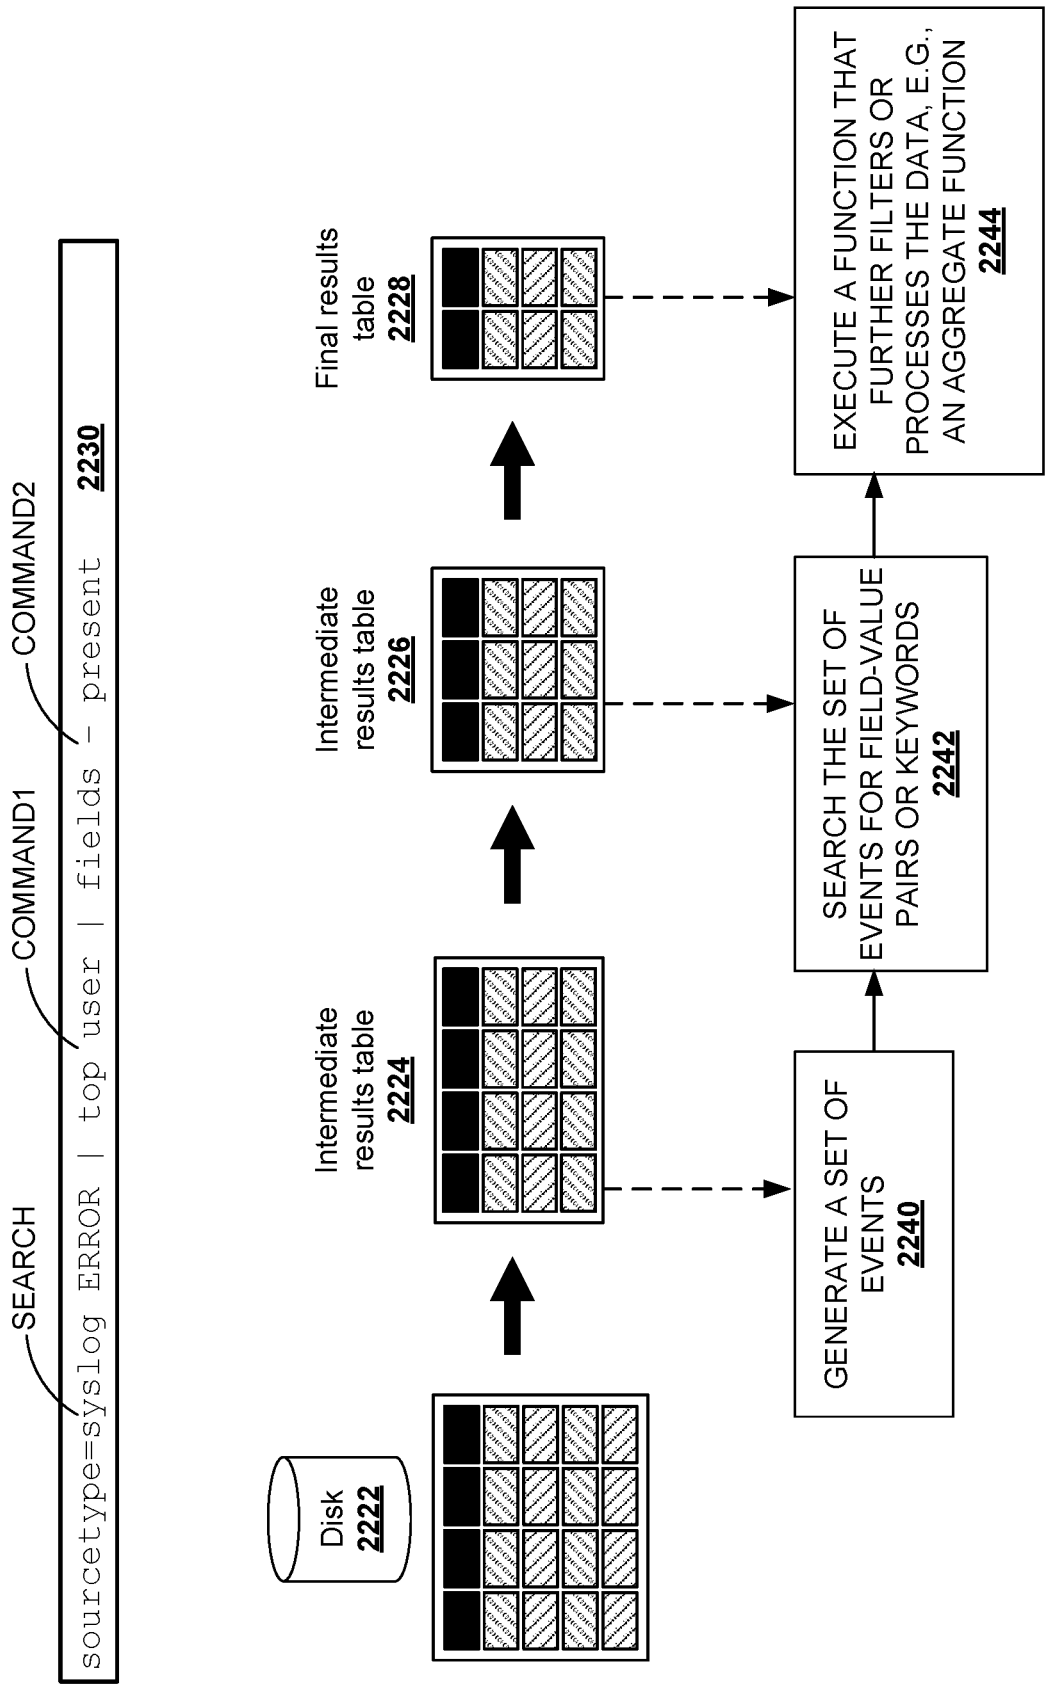 SEARCH
COMMAND1
COMMAND2
sourcetype=syslog ERROR | top user | fields – present 2230
Disk
2222
Intermediate
results table
2224
Intermediate
results table
2226
Final results
table
2228
GENERATE A SET OF
EVENTS
2240
SEARCH THE SET OF
EVENTS FOR FIELD-VALUE
PAIRS OR KEYWORDS
2242
EXECUTE A FUNCTION THAT
FURTHER FILTERS OR
PROCESSES THE DATA, E.G.,
AN AGGREGATE FUNCTION
2244